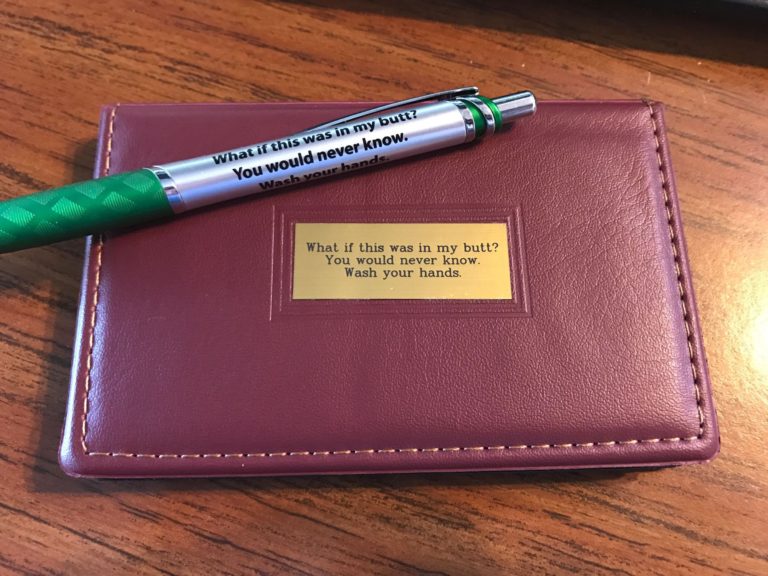 What if this was in my butt?
You would never know.
Wash your hands.
What if this was in my butt?
You would never know.
Wash your hands.